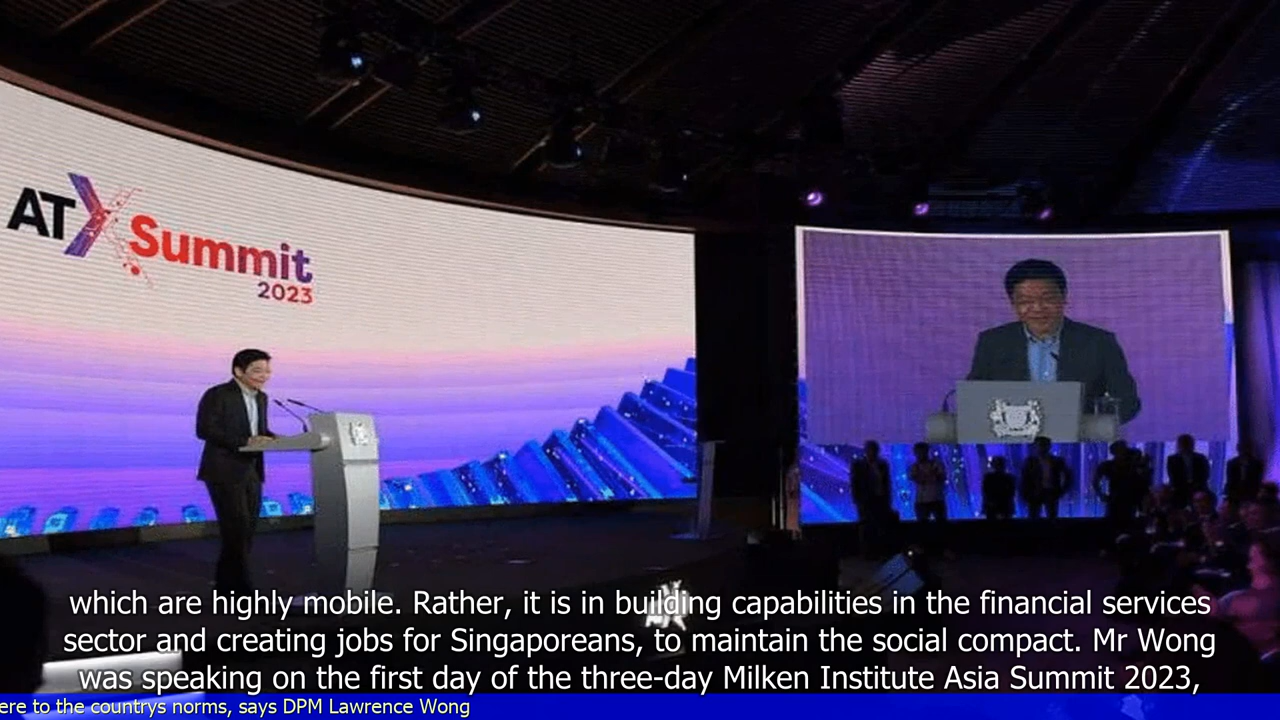 ATX Summit
2023
which are highly mobile. Rather, it is in building capabilities in the financial services
sector and creating jobs for Singaporeans, to maintain the social compact. Mr Wong
was speaking on the first day of the three-day Milken Institute Asia Summit 2023,
ere to the countrys norms, says DPM Lawrence Wong